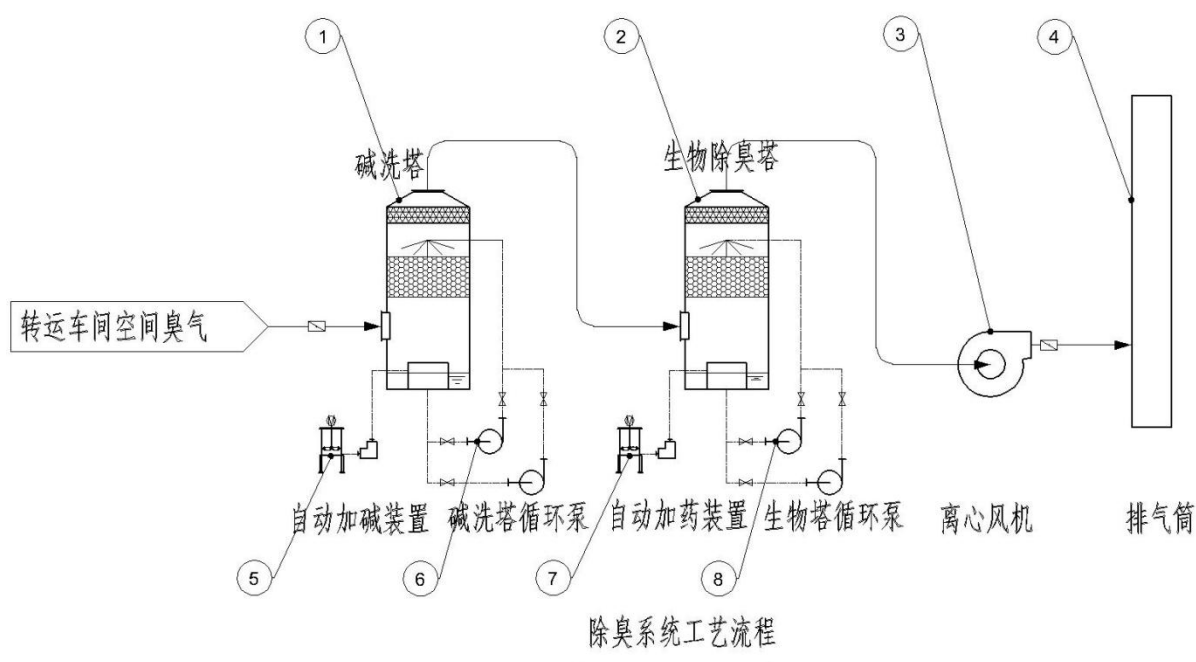 1
2
3
4
碱洗塔
生物除臭塔
转运车间空间臭气
自动加碱装置
碱洗塔循环泵
自动加药装置
生物塔循环泵
离心风机
排气筒
5
6
7
8
除臭系统工艺流程